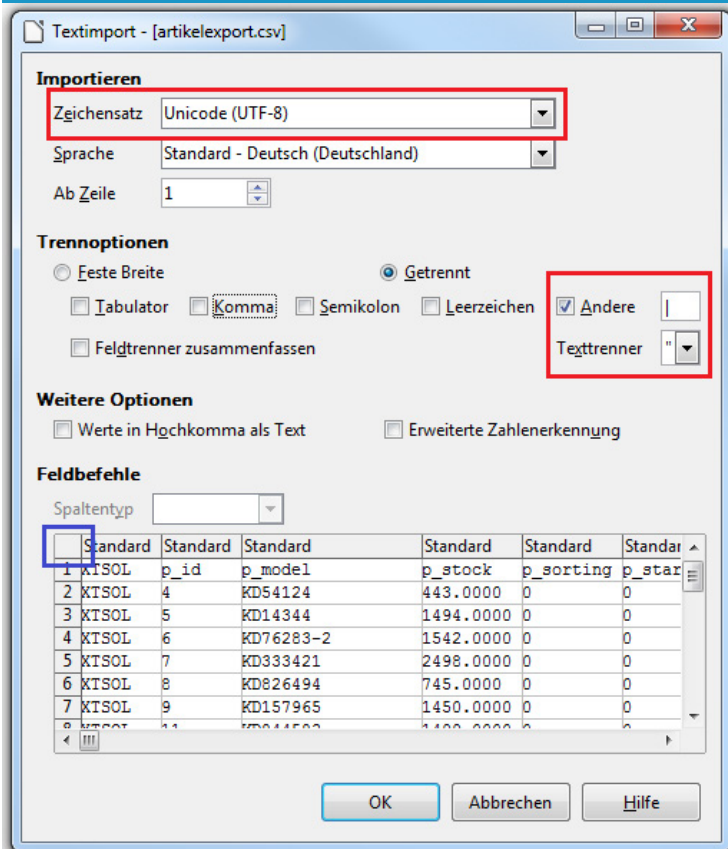 Textimport - [artikelexport.csv]
Importieren
Zeichensatz Unicode (UTF-8)
Sprache Standard - Deutsch (Deutschland)
Ab Zeile 1
Trennoptionen
Feste Breite Getrennt
Tabulator Komma Semikolon Leerzeichen Andere |
Feldtrenner zusammenfassen Texttrenner "
Weitere Optionen
Werte in Hochkomma als Text Erweiterte Zahlenerkennung
Feldbefehle
Spaltentyp
Standard Standard Standard Standard Standard Standar
1 XTSOL p_id p_model p_stock p_sorting p_star
2 XTSOL 4 KD54124 443.0000 0 0
3 XTSOL 5 KD14344 1494.0000 0 0
4 XTSOL 6 KD76283-2 1542.0000 0 0
5 XTSOL 7 KD333421 2498.0000 0 0
6 XTSOL 8 KD826494 745.0000 0 0
7 XTSOL 9 KD157965 1450.0000 0 0
8 XTSOL 11
OK Abbrechen Hilfe